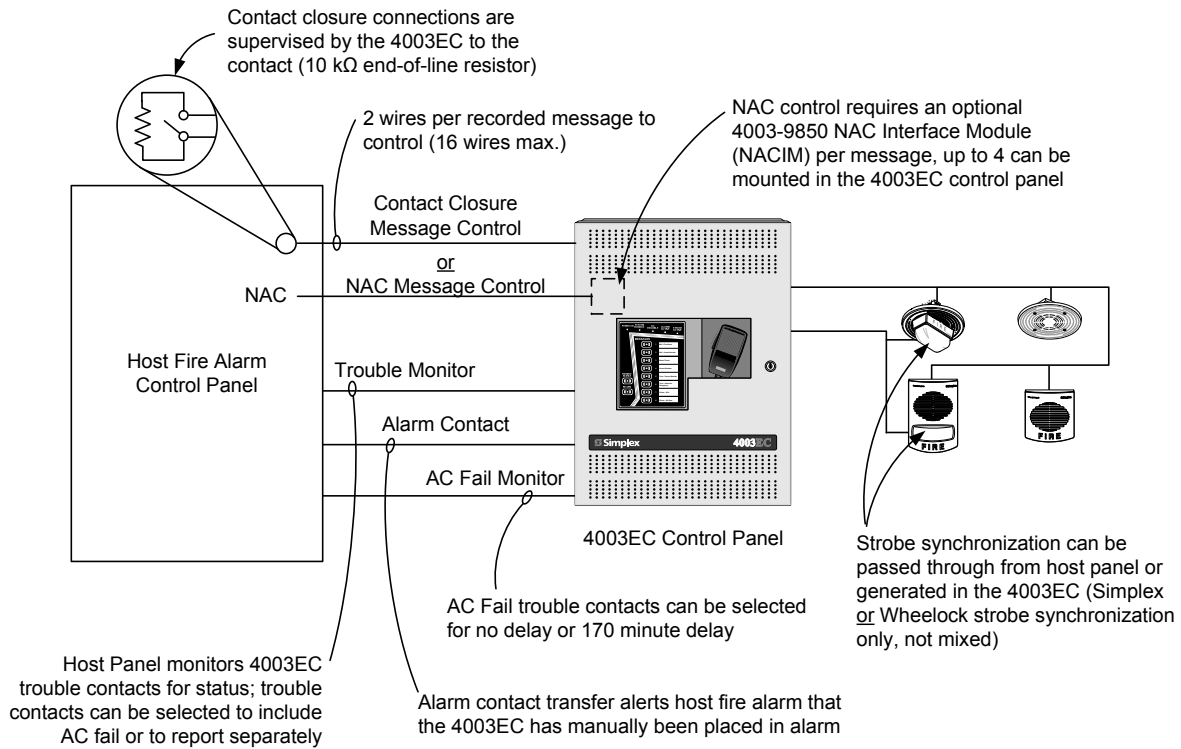 Contact closure connections are
supervised by the 4003EC to the
contact (10 kΩ end-of-line resistor)
2 wires per recorded message to
control (16 wires max.)
NAC control requires an optional
4003-9850 NAC Interface Module
(NACIM) per message, up to 4 can be
mounted in the 4003EC control panel
Contact Closure
Message Control
or
NAC
NAC Message Control
Host Fire Alarm
Control Panel
Trouble Monitor
Alarm Contact
AC Fail Monitor
Simplex
4003EC
FIRE
FIRE
4003EC Control Panel
Strobe synchronization can be
passed through from host panel or
generated in the 4003EC (Simplex
or Wheelock strobe synchronization
only, not mixed)
AC Fail trouble contacts can be selected
for no delay or 170 minute delay
Host Panel monitors 4003EC
trouble contacts for status; trouble
contacts can be selected to include
AC fail or to report separately
Alarm contact transfer alerts host fire alarm that
the 4003EC has manually been placed in alarm